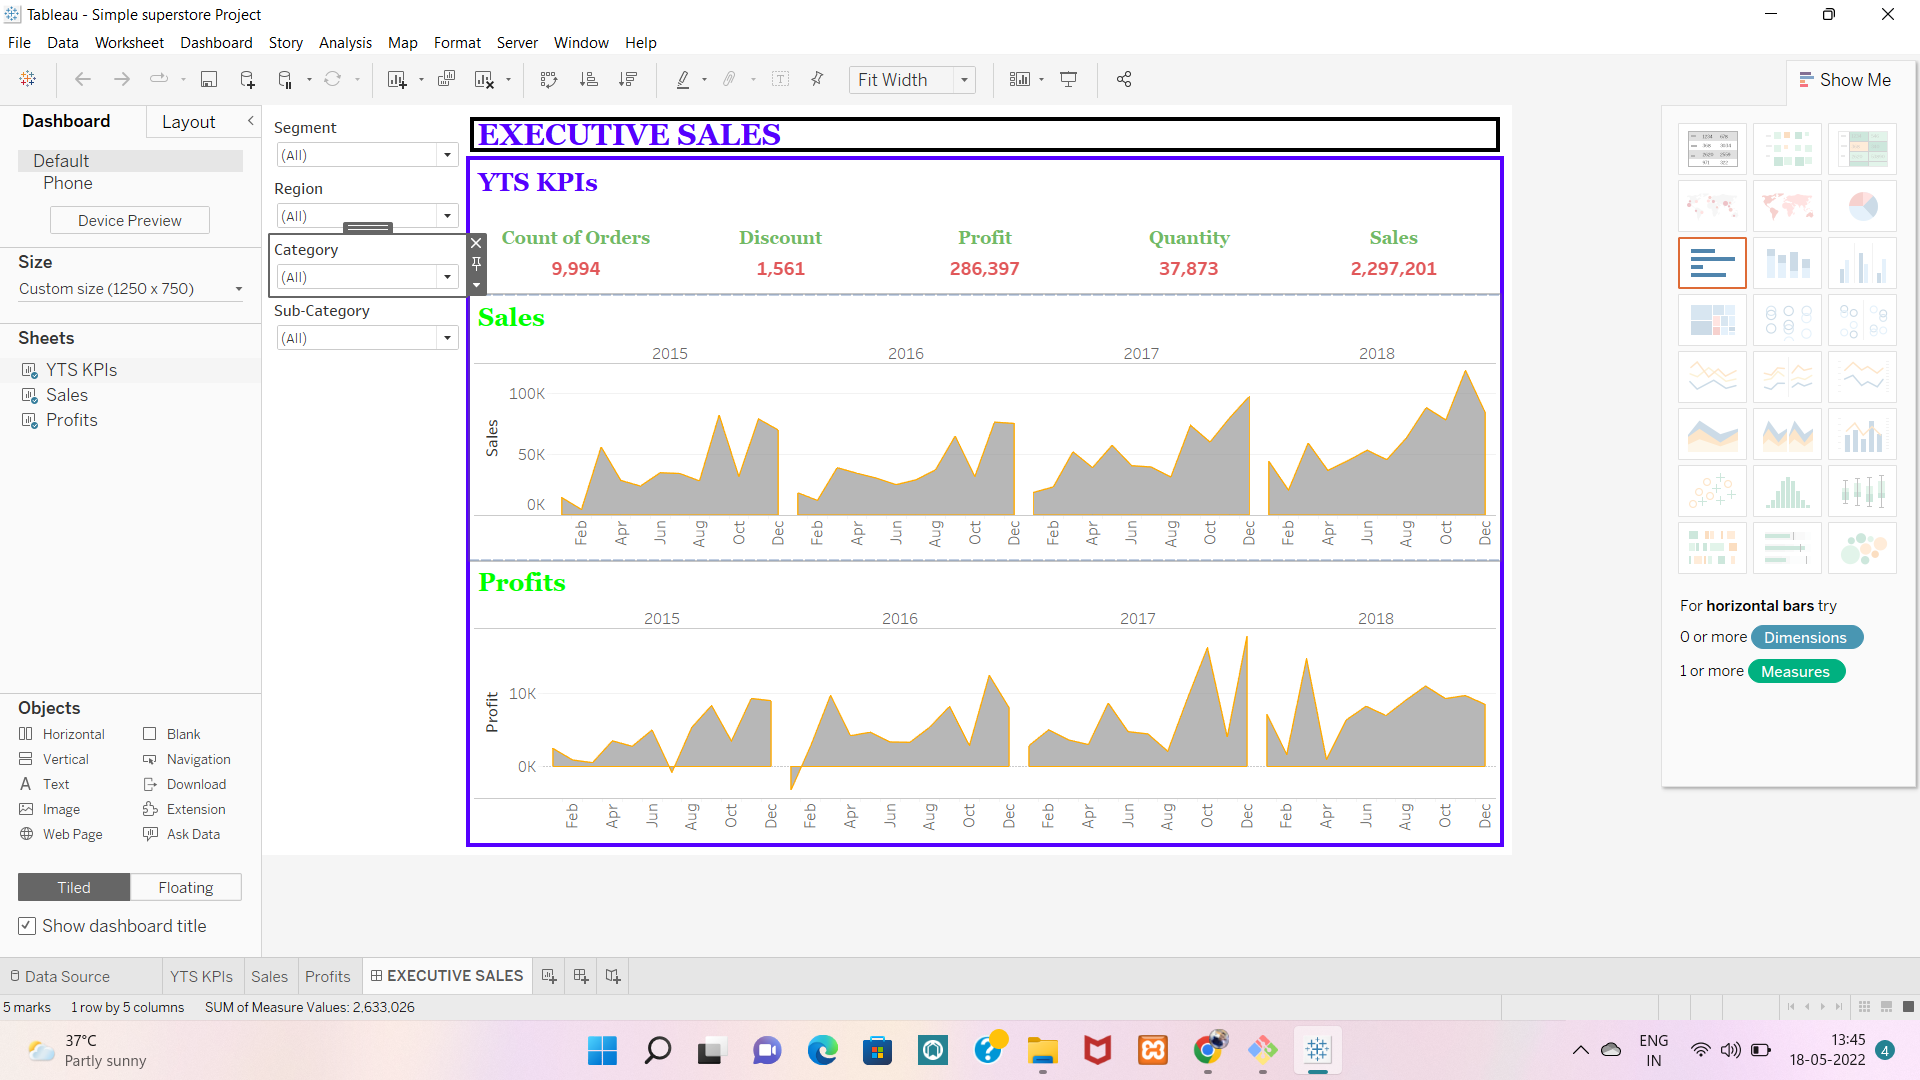 Tableau - Simple superstore Project
File Data Worksheet Dashboard Story Analysis Map Format Server Window Help
Fit Width
Show Me
Dashboard Layout
Default
Phone
Device Preview
Size
Custom size (1250 x 750)
Sheets
YTS KPIs
Sales
Profits
Objects
Horizontal Blank
Vertical Navigation
Text Download
Image Extension
Web Page Ask Data
Tiled Floating
Show dashboard title
Segment
(All)
Region
(All)
Category
(All)
Sub-Category
(All)
EXECUTIVE SALES
YTS KPIs
Count of Orders Discount Profit Quantity Sales
9,994 1,561 286,397 37,873 2,297,201
Sales
2015 2016 2017 2018
Sales
100K
50K
0K
Feb Apr Jun Aug Oct Dec Feb Apr Jun Aug Oct Dec Feb Apr Jun Aug Oct Dec Feb Apr Jun Aug Oct Dec
Profits
2015 2016 2017 2018
Profit
10K
0K
Feb Apr Jun Aug Oct Dec Feb Apr Jun Aug Oct Dec Feb Apr Jun Aug Oct Dec Feb Apr Jun Aug Oct Dec
For horizontal bars try
0 or more Dimensions
1 or more Measures
Data Source YTS KPIs Sales Profits EXECUTIVE SALES
5 marks 1 row by 5 columns SUM of Measure Values: 2,633,026
37°C
Partly sunny
ENG
IN
13:45
18-05-2022
4